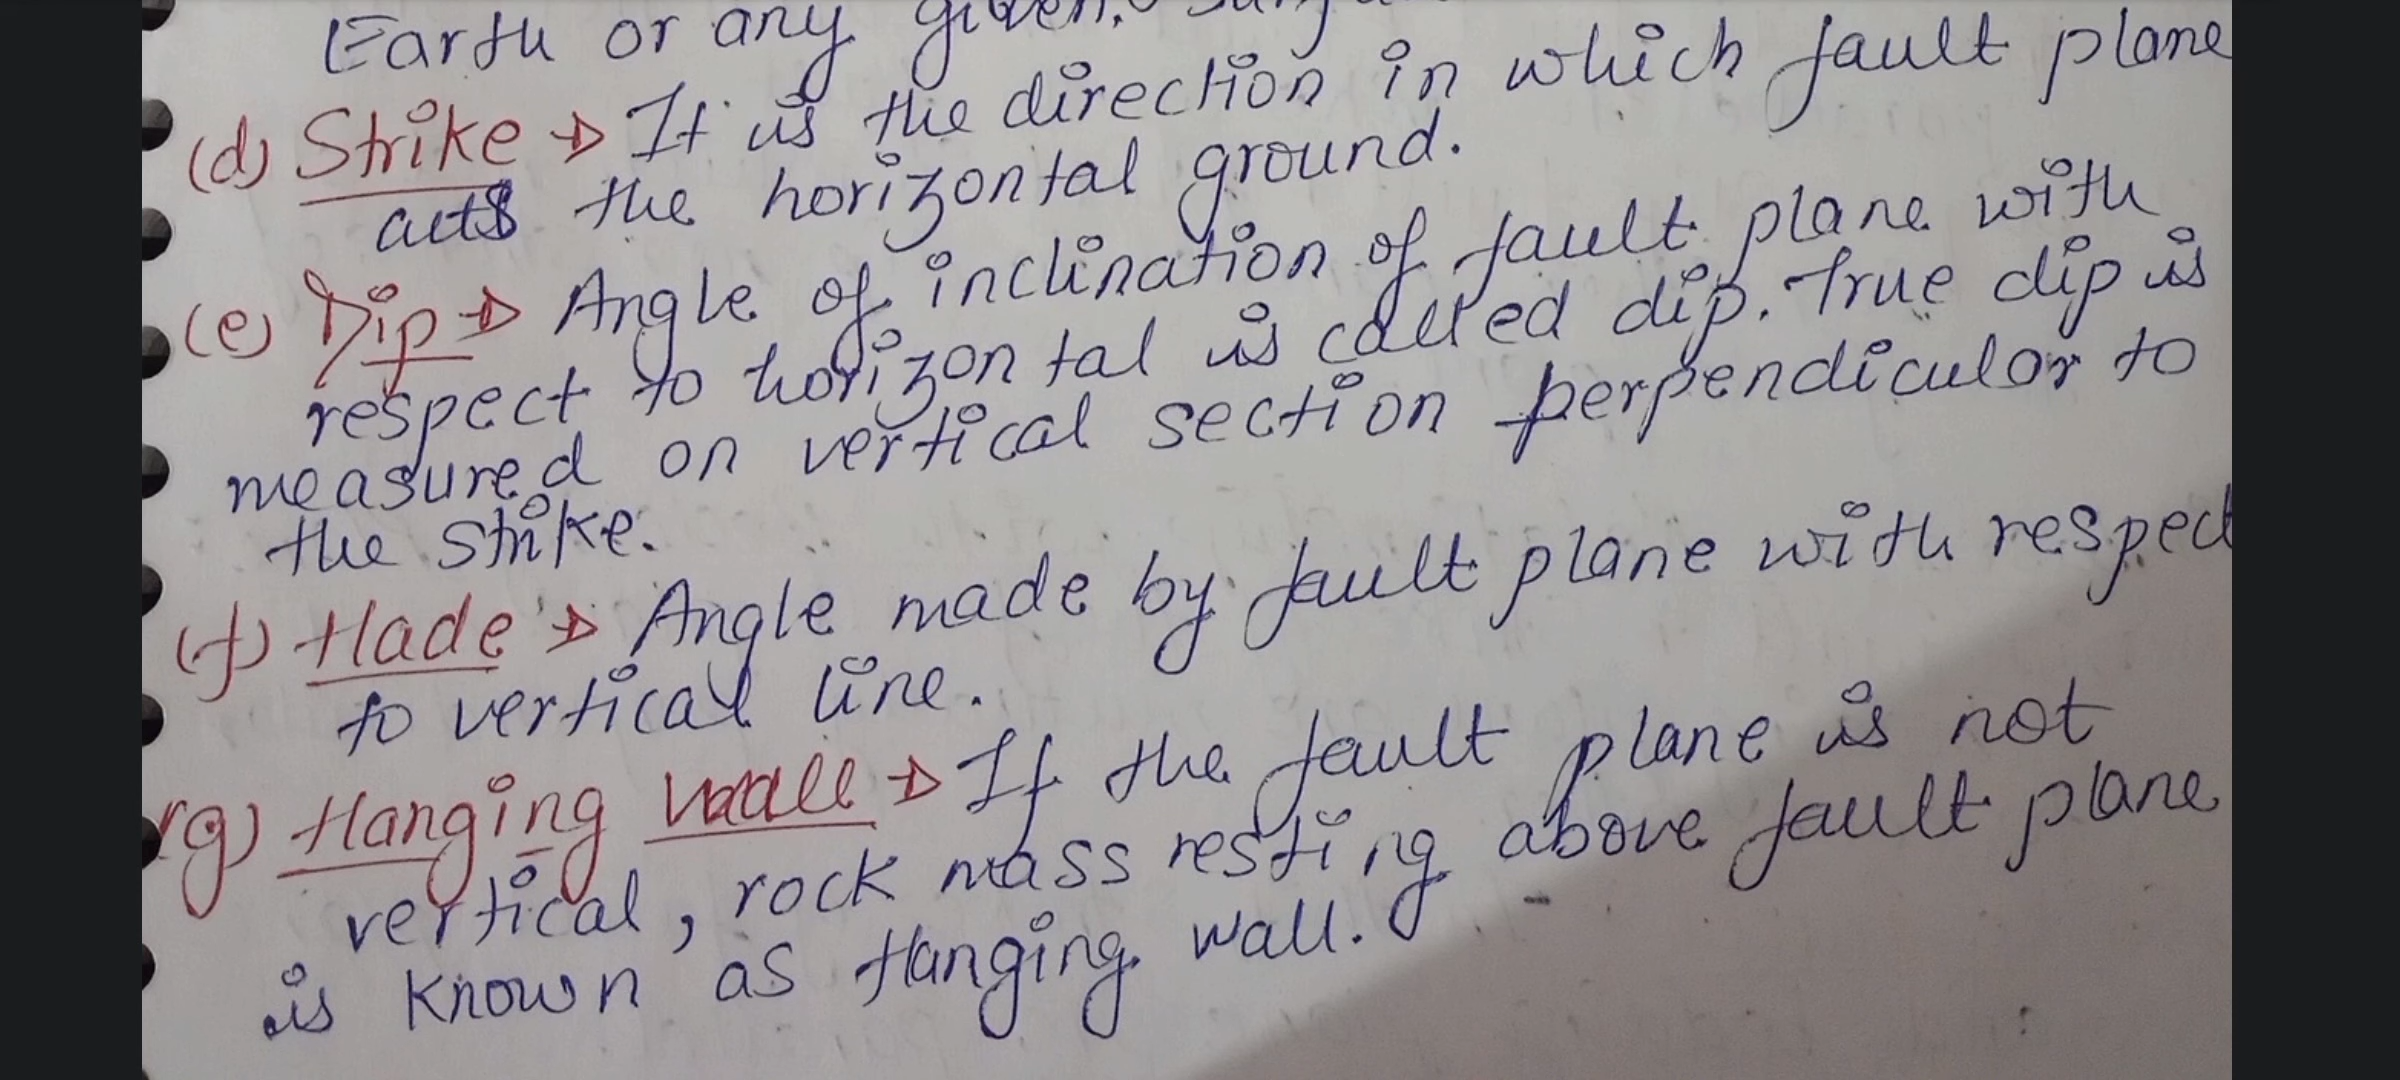 Earth or any given
(d) Strike → It is the direction in which fault plane
acts the horizontal ground.
(e) Dip → Angle of inclination of fault plane with
respect to horizontal is called dip. True dip is
measured on vertical section perpendicular to
the strike.
(f) Hade → Angle made by fault plane with respect
to vertical line.
(g) Hanging wall → If the fault plane is not
vertical, rock mass resting above fault plane
is known as Hanging wall.